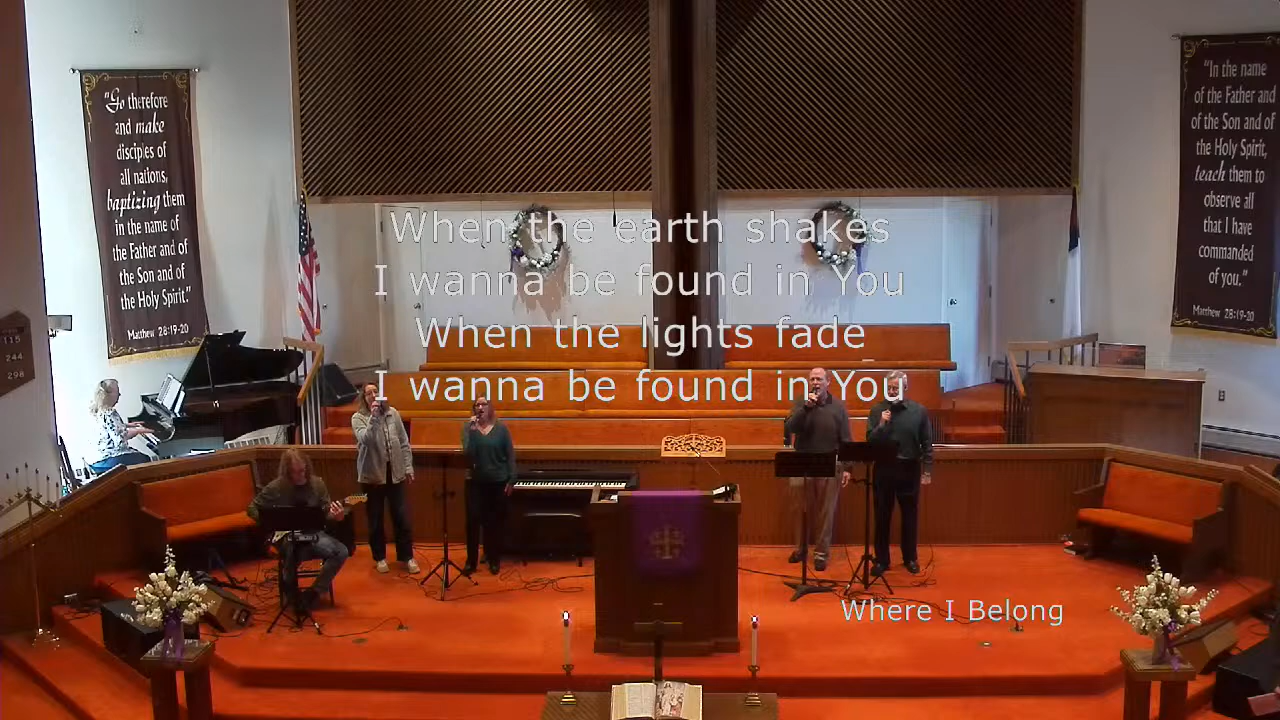 "Go therefore
and make
disciples of
all nations,
baptizing them
in the name of
the Father and of
the Son and of
the Holy Spirit:"
Matthew 28:19-20
"In the name
of the Father and
of the Son and of
the Holy Spirit,
teach them to
observe all
that I have
commanded
of you."
Matthew 28:19-20
When the earth shakes
I wanna be found in You
When the lights fade
I wanna be found in You
115
244
298
Where I Belong